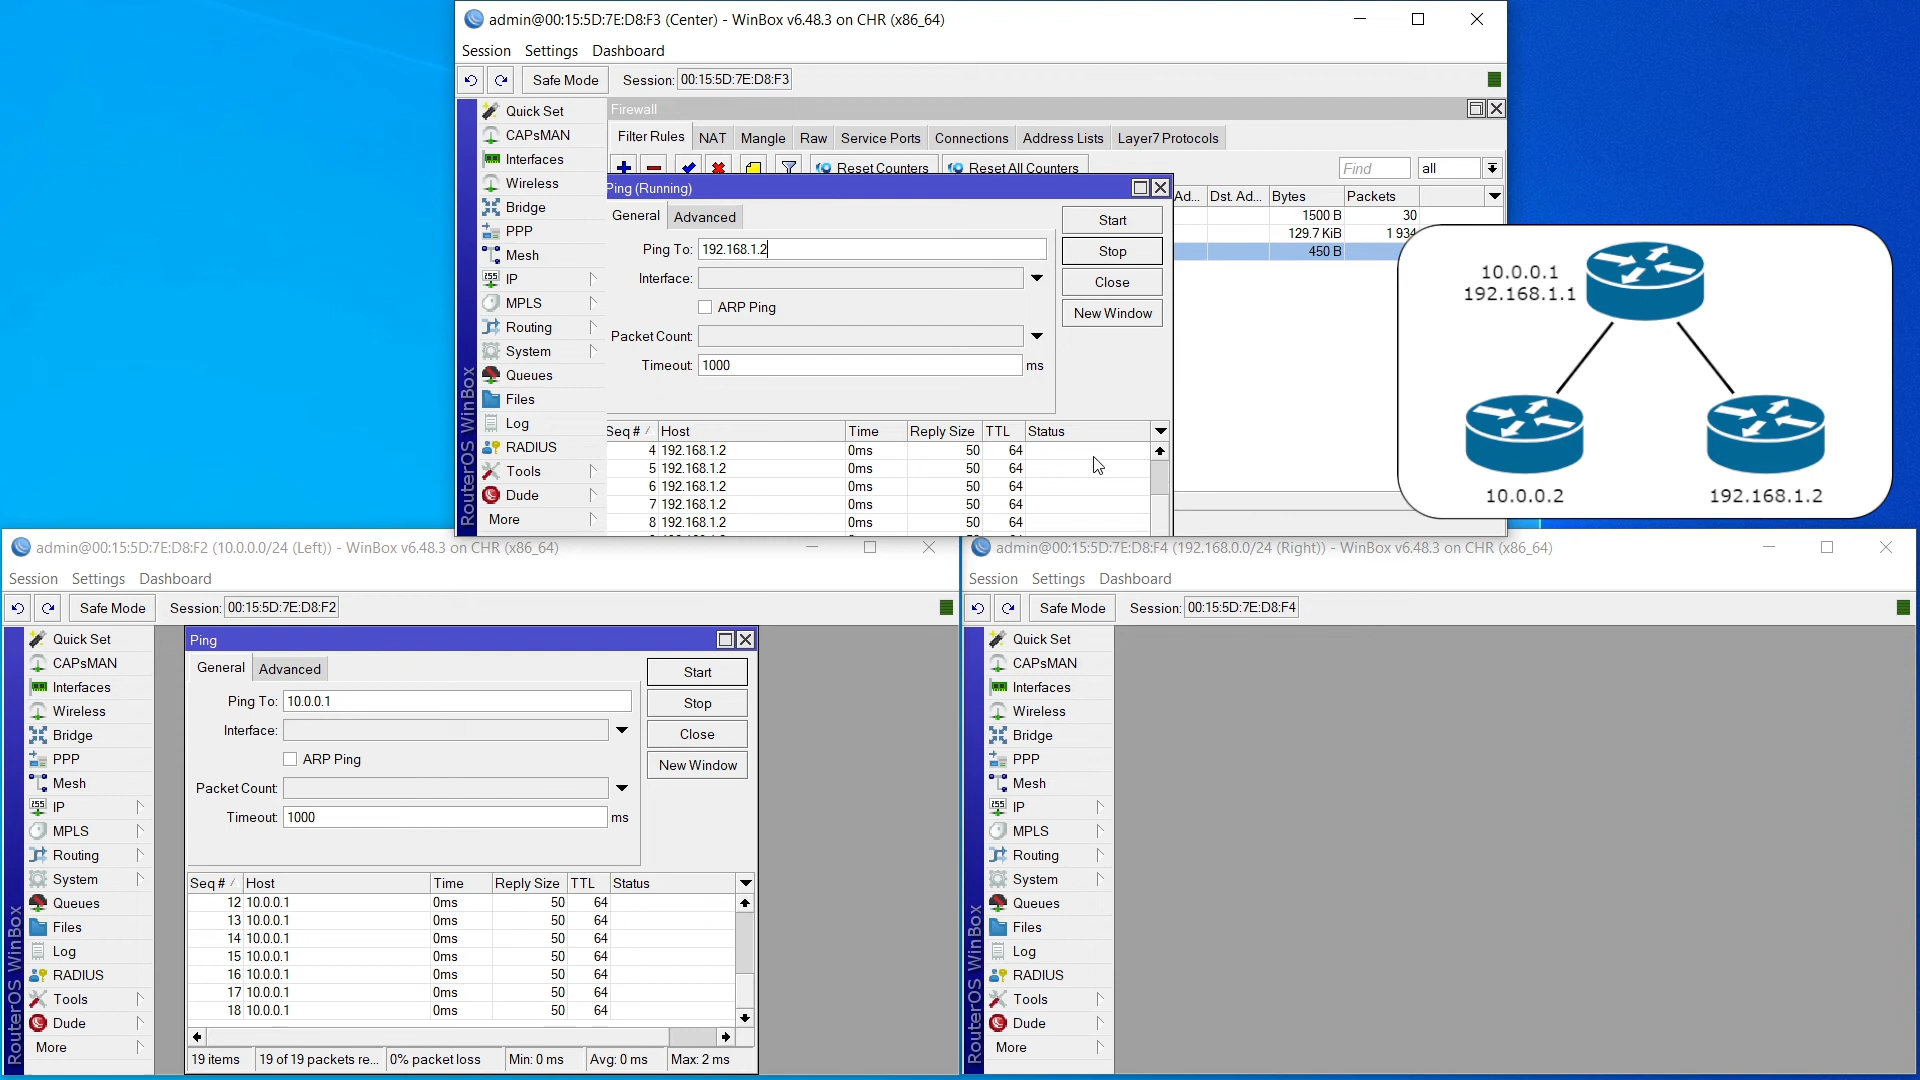 admin@00:15:5D:7E:D8:F3 (Center) - WinBox v6.48.3 on CHR (x86_64)
Session Settings Dashboard
Safe Mode Session: 00:15:5D:7E:D8:F3
Quick Set
CAPsMAN
Interfaces
Wireless
Bridge
PPP
Mesh
IP
MPLS
Routing
System
Queues
Files
Log
RADIUS
Tools
Dude
More
RouterOS WinBox
Firewall
Filter Rules NAT Mangle Raw Service Ports Connections Address Lists Layer7 Protocols
Reset Counters Reset All Counters Find all
Ad... Dst. Ad... Bytes Packets
1500 B 30
129.7 KiB 1 934
450 B
Ping (Running)
General Advanced
Ping To: 192.168.1.2
Interface:
ARP Ping
Packet Count:
Timeout: 1000 ms
Start
Stop
Close
New Window
Seq # Host Time Reply Size TTL Status
4 192.168.1.2 0ms 50 64
5 192.168.1.2 0ms 50 64
6 192.168.1.2 0ms 50 64
7 192.168.1.2 0ms 50 64
8 192.168.1.2 0ms 50 64
10.0.0.1
192.168.1.1
10.0.0.2
192.168.1.2
admin@00:15:5D:7E:D8:F2 (10.0.0.0/24 (Left)) - WinBox v6.48.3 on CHR (x86_64)
Session Settings Dashboard
Safe Mode Session: 00:15:5D:7E:D8:F2
Quick Set
CAPsMAN
Interfaces
Wireless
Bridge
PPP
Mesh
IP
MPLS
Routing
System
Queues
Files
Log
RADIUS
Tools
Dude
More
RouterOS WinBox
Ping
General Advanced
Ping To: 10.0.0.1
Interface:
ARP Ping
Packet Count:
Timeout: 1000 ms
Start
Stop
Close
New Window
Seq # Host Time Reply Size TTL Status
12 10.0.0.1 0ms 50 64
13 10.0.0.1 0ms 50 64
14 10.0.0.1 0ms 50 64
15 10.0.0.1 0ms 50 64
16 10.0.0.1 0ms 50 64
17 10.0.0.1 0ms 50 64
18 10.0.0.1 0ms 50 64
19 items 19 of 19 packets re... 0% packet loss Min: 0 ms Avg: 0 ms Max: 2 ms
admin@00:15:5D:7E:D8:F4 (192.168.0.0/24 (Right)) - WinBox v6.48.3 on CHR (x86_64)
Session Settings Dashboard
Safe Mode Session: 00:15:5D:7E:D8:F4
Quick Set
CAPsMAN
Interfaces
Wireless
Bridge
PPP
Mesh
IP
MPLS
Routing
System
Queues
Files
Log
RADIUS
Tools
Dude
More
RouterOS WinBox